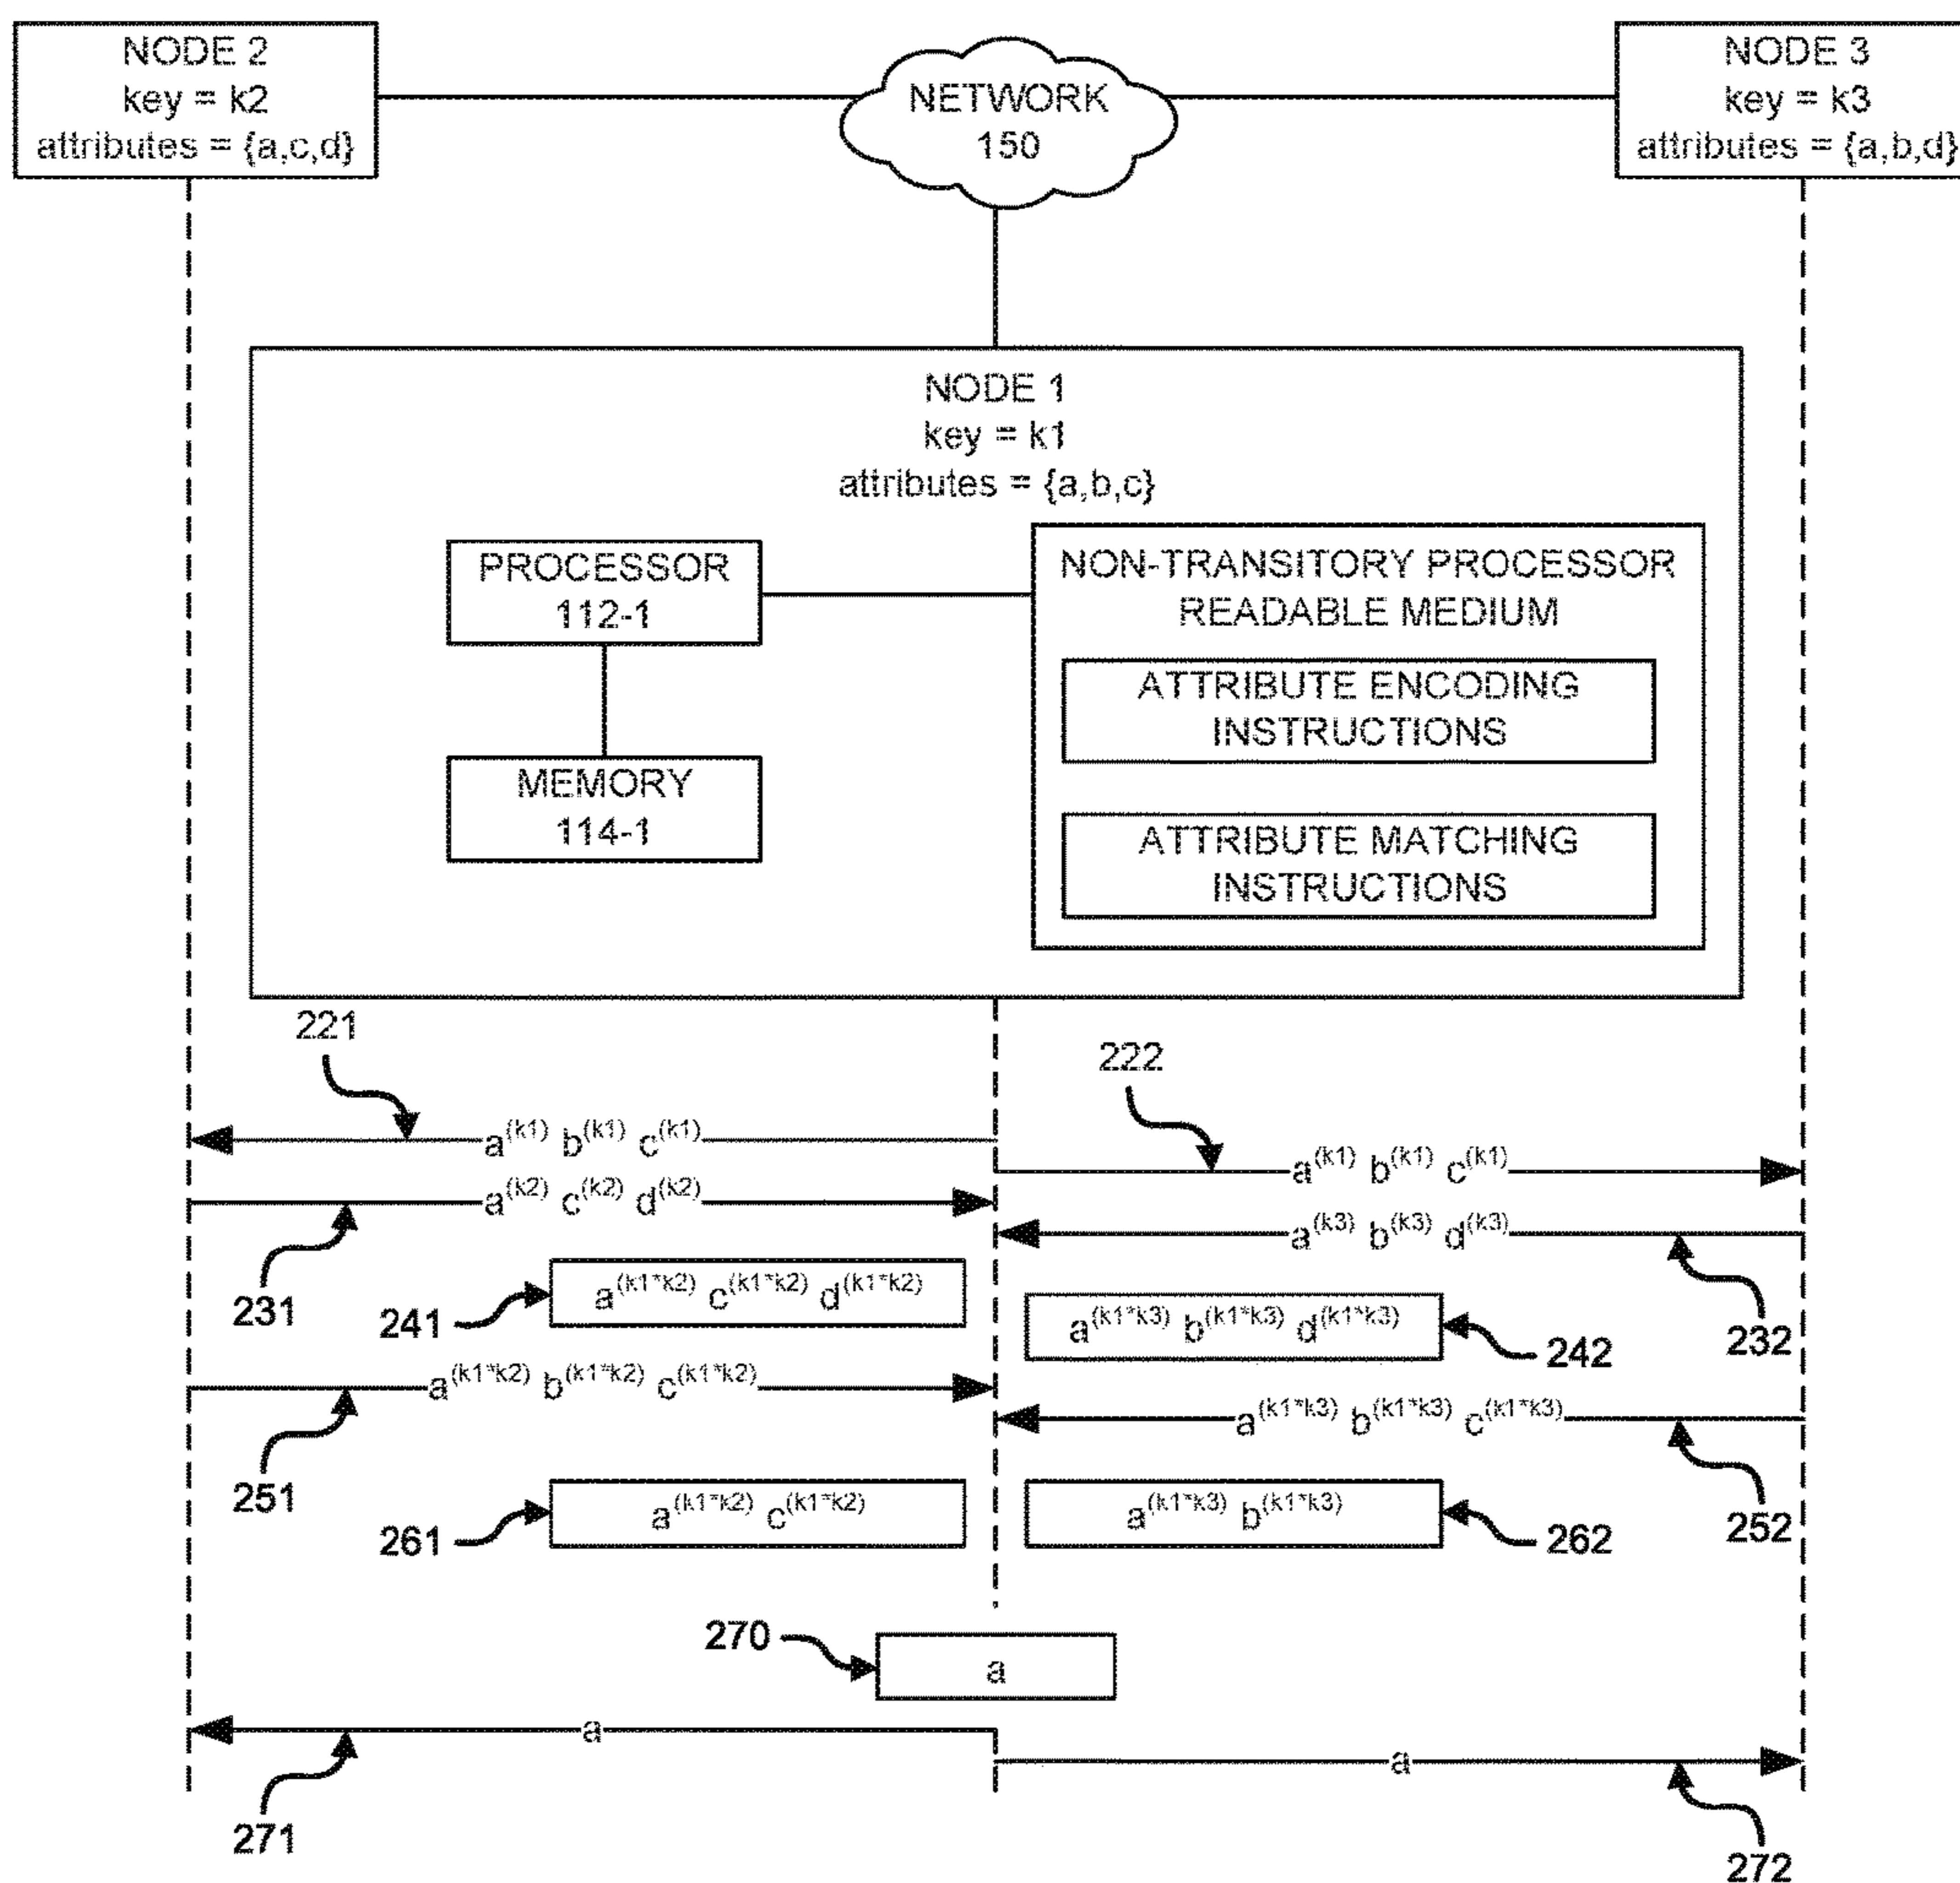 NODE 2
key = k2
attributes = {a,c,d}
NETWORK
150
NODE 3
key = k3
attributes = {a,b,d}
NODE 1
key = k1
attributes = {a,b,c}
PROCESSOR
112-1
MEMORY
114-1
NON-TRANSITORY PROCESSOR
READABLE MEDIUM
ATTRIBUTE ENCODING
INSTRUCTIONS
ATTRIBUTE MATCHING
INSTRUCTIONS
221
222
a(k1) b(k1) c(k1)
a(k1) b(k1) c(k1)
a(k2) c(k2) d(k2)
a(k3) b(k3) d(k3)
231
241
a(k1*k2) c(k1*k2) d(k1*k2)
a(k1*k3) b(k1*k3) d(k1*k3)
242
232
a(k1*k2) b(k1*k2) c(k1*k2)
a(k1*k3) b(k1*k3) c(k1*k3)
251
261
a(k1*k2) c(k1*k2)
a(k1*k3) b(k1*k3)
262
252
270
a
a
a
271
272